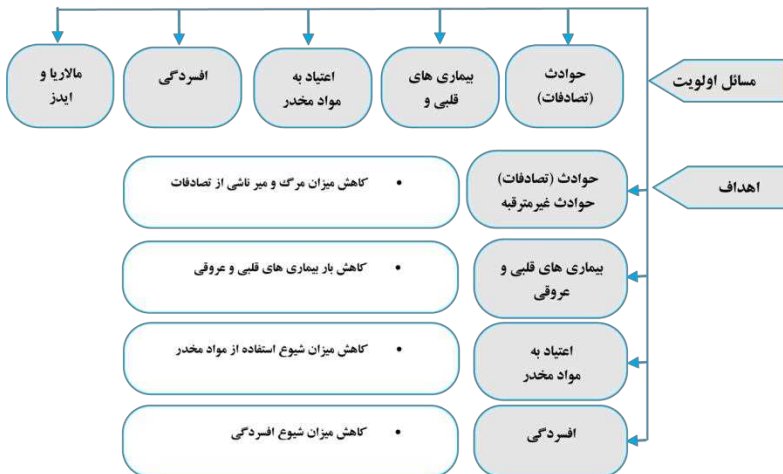 مسائل اولویت
حوادث
(تصادفات)
بیماری های
قلبی و
اعتیاد به
مواد مخدر
افسردگی
مالاریا و
ایدز
اهداف
حوادث (تصادفات)
حوادث غیرمترقبه
• کاهش میزان مرگ و میر ناشی از تصادفات
بیماری های قلبی و
عروقی
• کاهش بار بیماری های قلبی و عروقی
اعتیاد به
مواد مخدر
• کاهش میزان شیوع استفاده از مواد مخدر
افسردگی
• کاهش میزان شیوع افسردگی